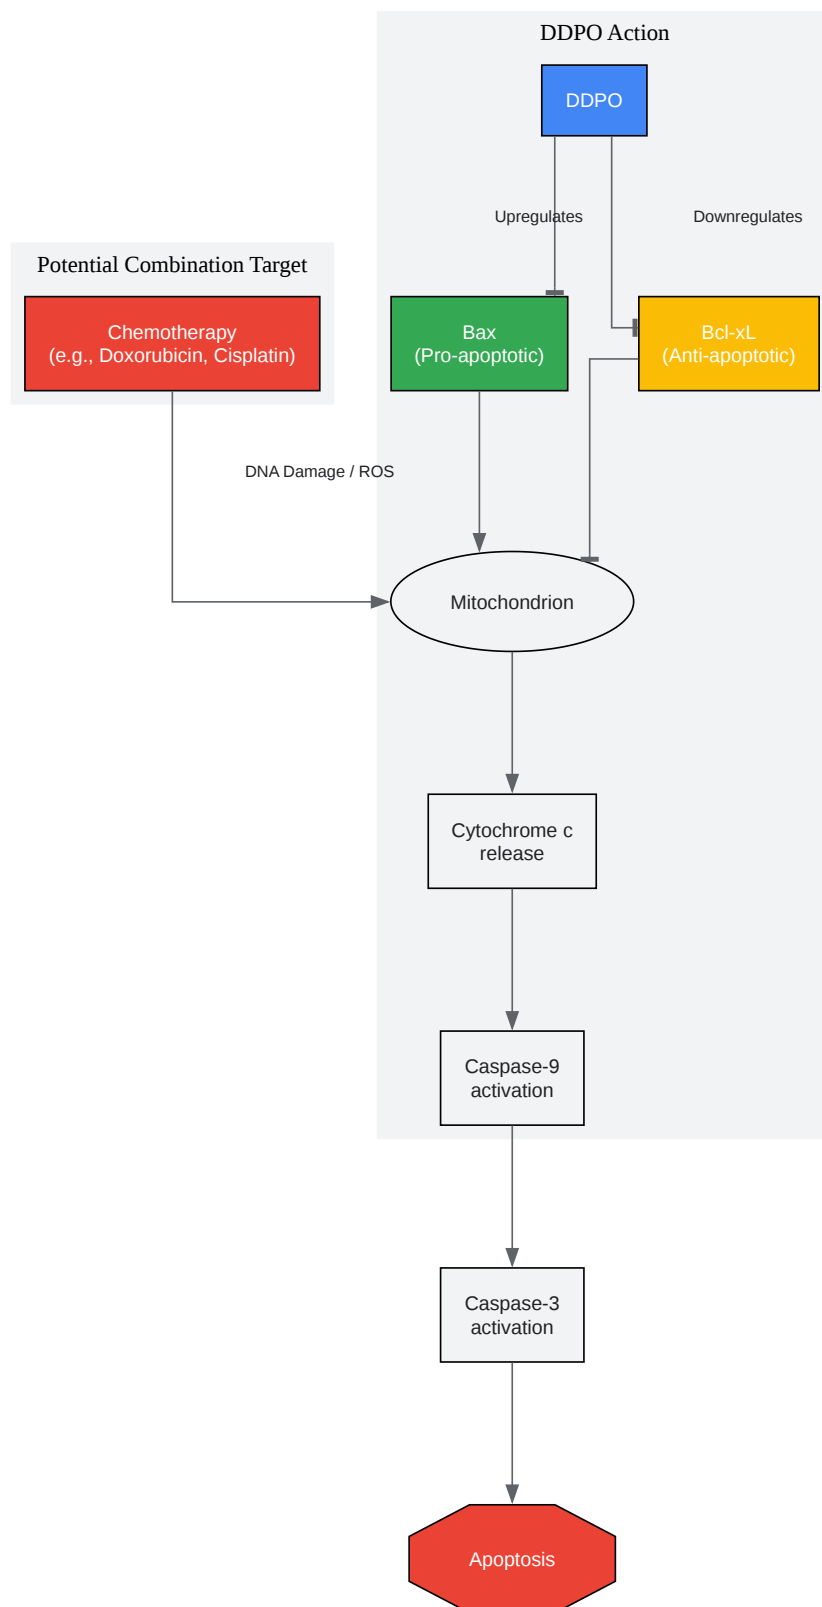 DDPO Action
DDPO
Upregulates
Downregulates
Potential Combination Target
Chemotherapy
(e.g., Doxorubicin, Cisplatin)
Bax
(Pro-apoptotic)
Bcl-xL
(Anti-apoptotic)
DNA Damage / ROS
Mitochondrion
Cytochrome c
release
Caspase-9
activation
Caspase-3
activation
Apoptosis